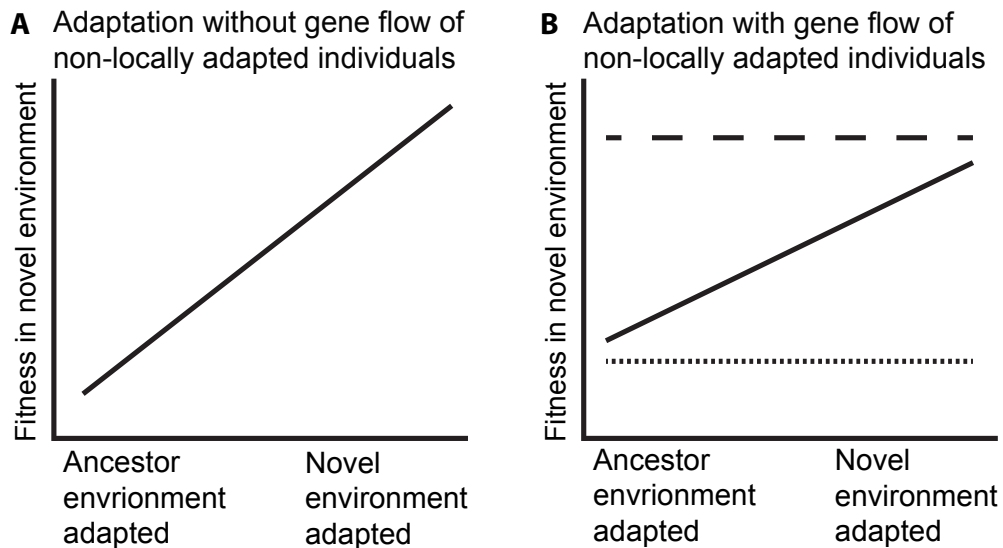 A Adaptation without gene flow of
non-locally adapted individuals
Fitness in novel environment
Ancestor
envrionment
adapted
Novel
environment
adapted
B Adaptation with gene flow of
non-locally adapted individuals
Fitness in novel environment
Ancestor
envrionment
adapted
Novel
environment
adapted